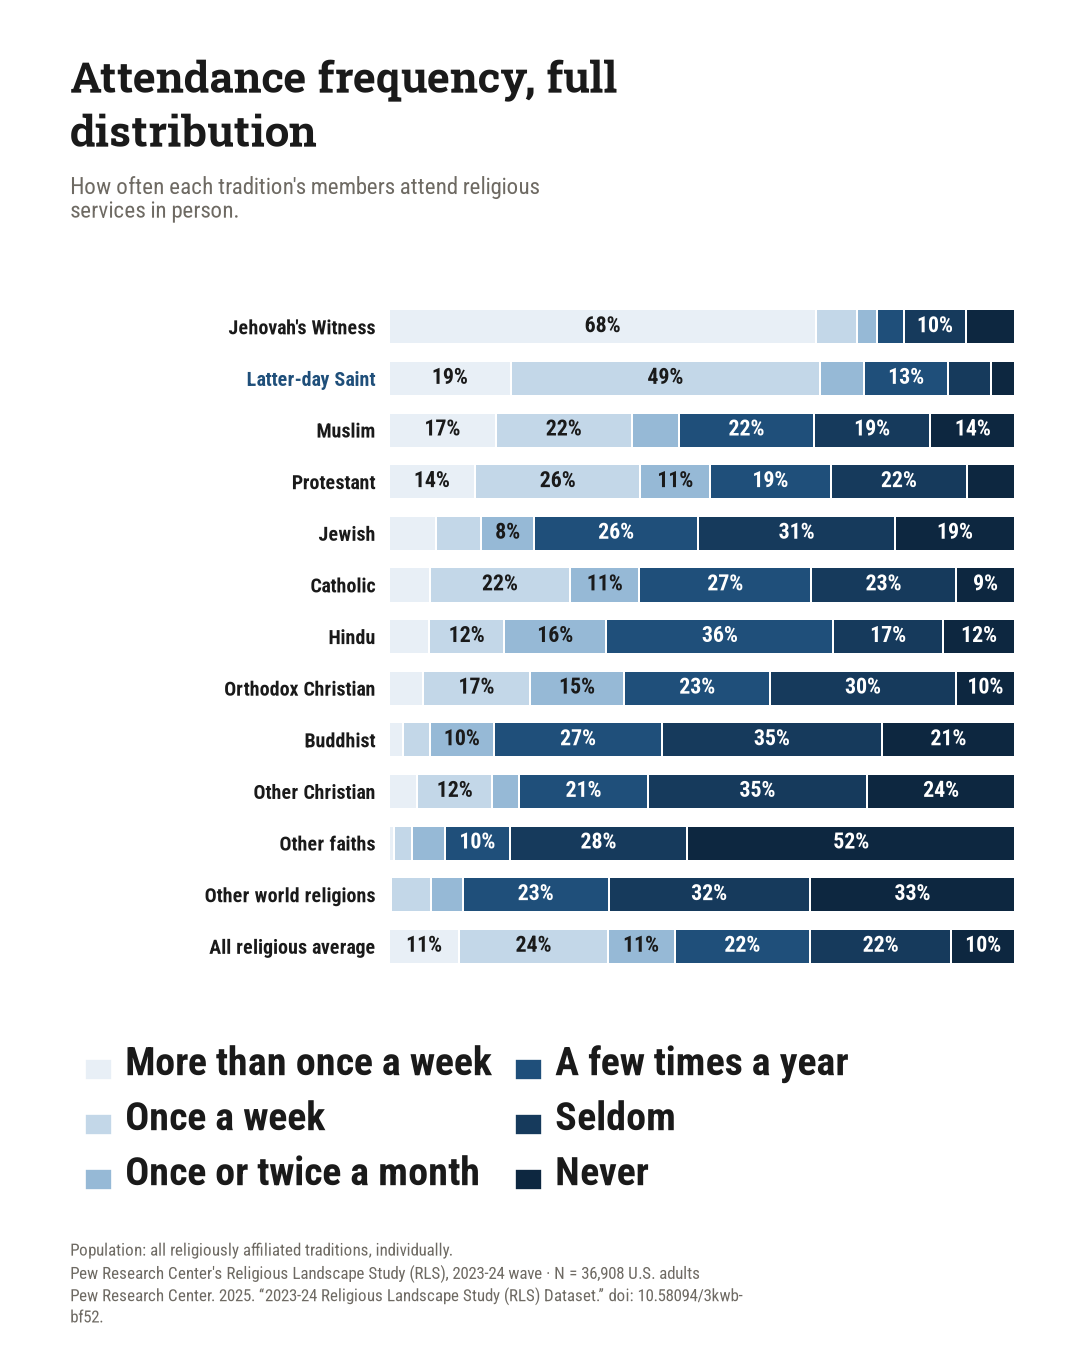 Attendance frequency, full
distribution
How often each tradition's members attend religious
services in person.
Jehovah's Witness 68% 10%
Latter-day Saint 19% 49% 13%
Muslim 17% 22% 22% 19% 14%
Protestant 14% 26% 11% 19% 22%
Jewish 8% 26% 31% 19%
Catholic 22% 11% 27% 23% 9%
Hindu 12% 16% 36% 17% 12%
Orthodox Christian 17% 15% 23% 30% 10%
Buddhist 10% 27% 35% 21%
Other Christian 12% 21% 35% 24%
Other faiths 10% 28% 52%
Other world religions 23% 32% 33%
All religious average 11% 24% 11% 22% 22% 10%
More than once a week A few times a year
Once a week Seldom
Once or twice a month Never
Population: all religiously affiliated traditions, individually.
Pew Research Center's Religious Landscape Study (RLS), 2023-24 wave · N = 36,908 U.S. adults
Pew Research Center. 2025. “2023-24 Religious Landscape Study (RLS) Dataset.” doi: 10.58094/3kwb-
bf52.